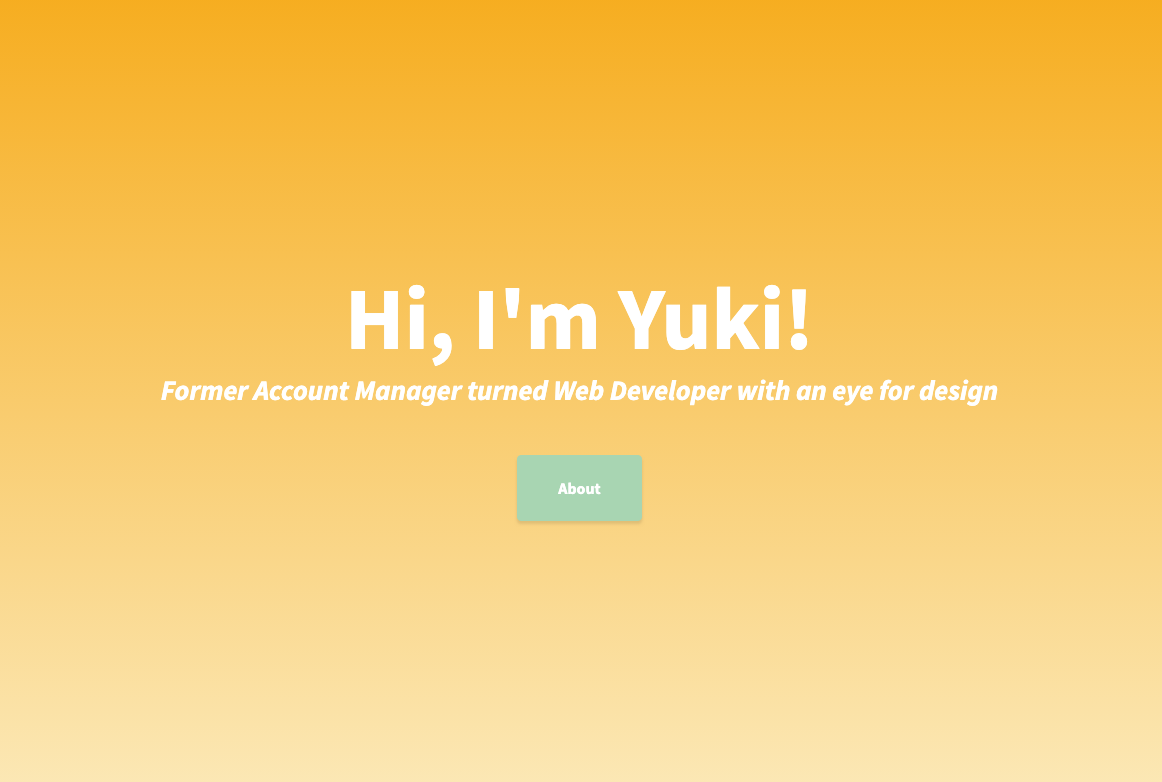 Hi, I'm Yuki!
Former Account Manager turned Web Developer with an eye for design
About